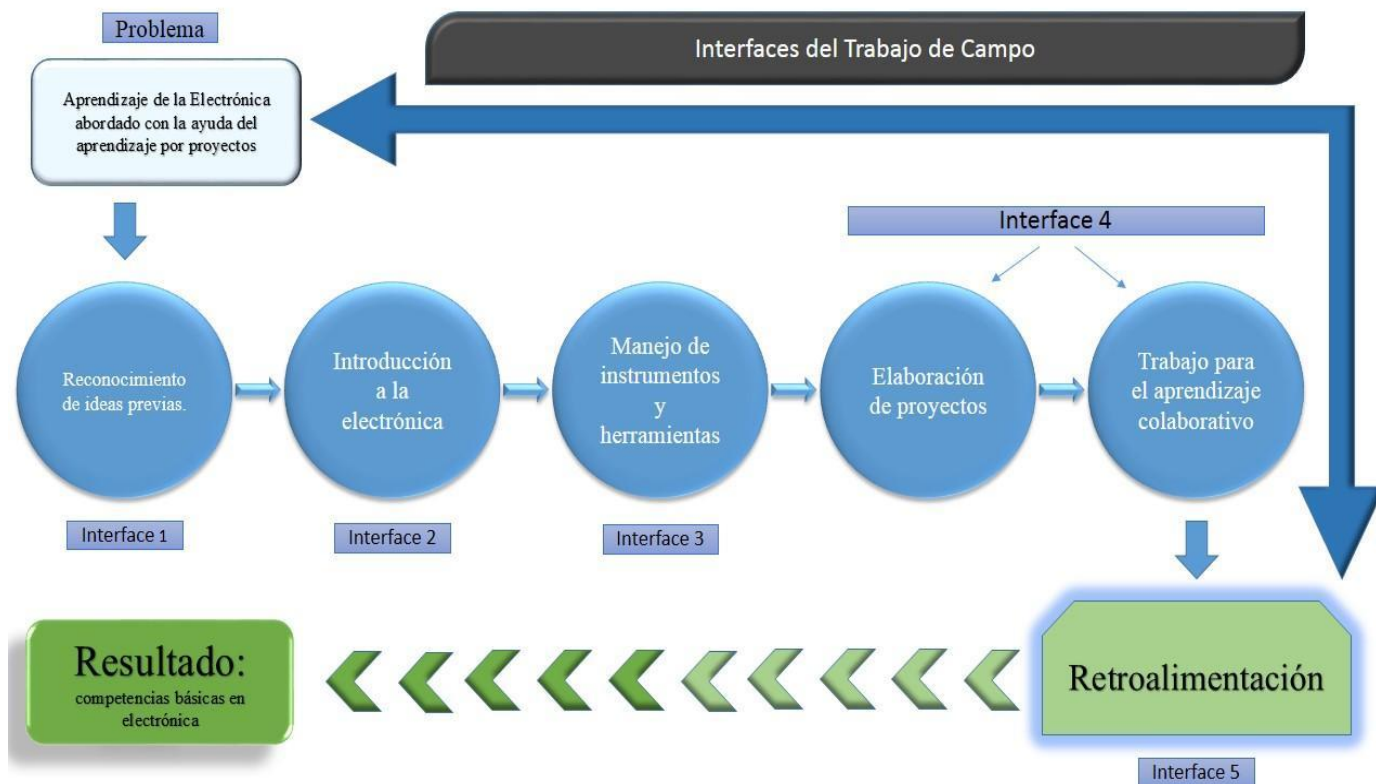 Problema
Interfaces del Trabajo de Campo
Aprendizaje de la Electrónica
abordado con la ayuda del
aprendizaje por proyectos
Interface 4
Reconocimiento
de ideas previas.
Introducción
a la
electrónica
Manejo de
instrumentos
y
herramientas
Elaboración
de proyectos
Trabajo para
el aprendizaje
colaborativo
Interface 1
Interface 2
Interface 3
Resultado:
competencias básicas en
electrónica
Retroalimentación
Interface 5